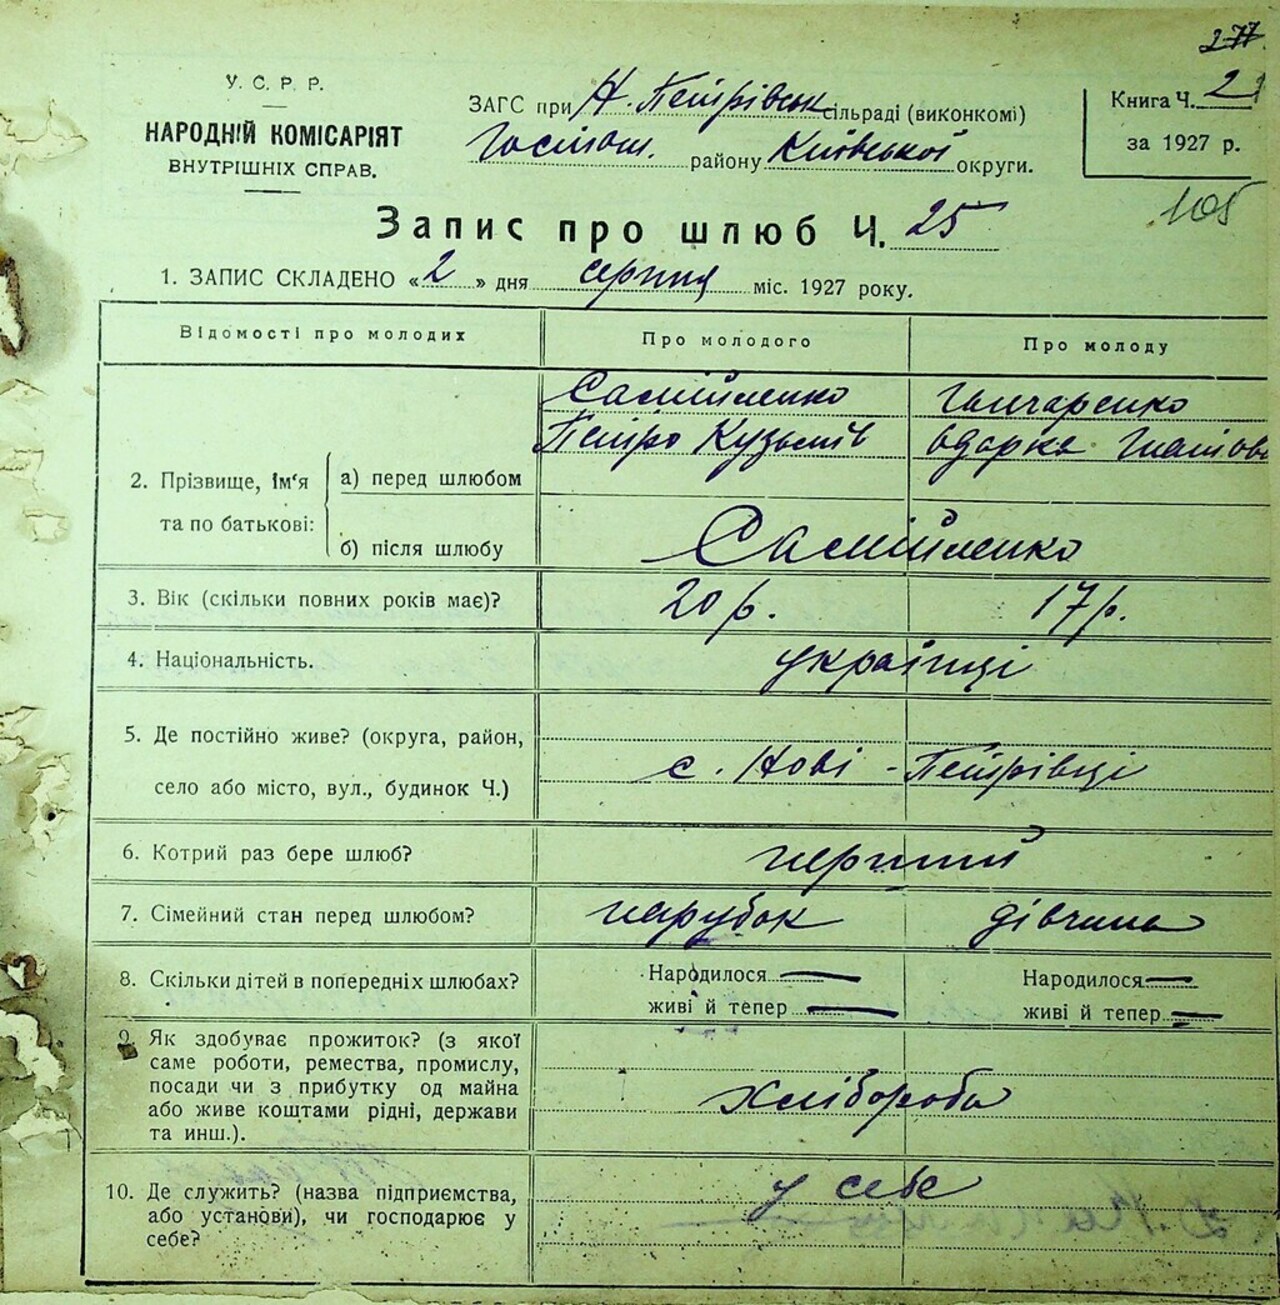 277
У. С. Р. Р.
НАРОДНІЙ КОМІСАРІЯТ
ВНУТРІШНІХ СПРАВ.
ЗАГС при Н. Петрівськ сільраді (виконкомі)
Гостом. району Київської округи.
Книга Ч. 21
за 1927 р.
105
Запис про шлюб Ч. 25
1. ЗАПИС СКЛАДЕНО «2» дня серпня міс. 1927 року.
Відомості про молодих Про молодого Про молоду
Самійленко Гончаренко
Петро Кузьмів Одарка Гнатова
2. Прізвище, ім'я та по батькові:
а) перед шлюбом
б) після шлюбу Самійленко
3. Вік (скільки повних років має)? 20 р. 17 р.
4. Національність. українці
5. Де постійно живе? (округа, район,
село або місто, вул., будинок Ч.) с. Нові-Петрівці
6. Котрий раз бере шлюб? перший
7. Сімейний стан перед шлюбом? парубок дівчина
8. Скільки дітей в попередніх шлюбах? Народилося — Народилося —
живі й тепер — живі й тепер —
9. Як здобуває прожиток? (з якої
саме роботи, ремества, промислу,
посади чи з прибутку од майна
або живе коштами рідні, держави
та инш.).
хлібороби
10. Де служить? (назва підприємства,
або установи), чи господарює у
себе?
у себе